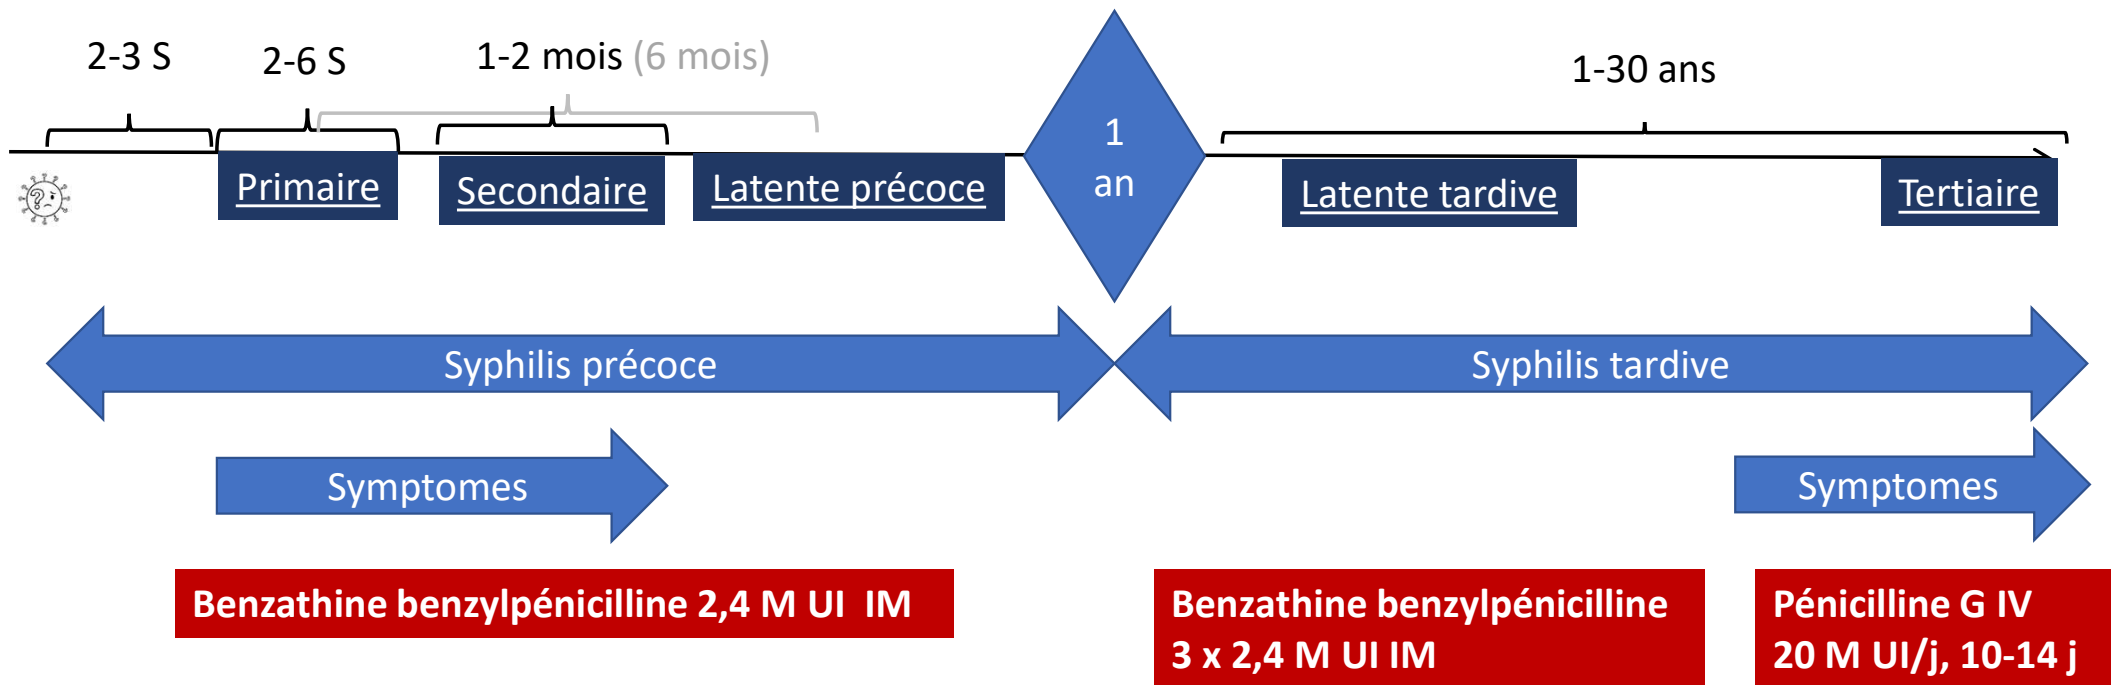 2-3 S
2-6 S
1-2 mois (6 mois)
1-30 ans
1
an
?
Primaire
Secondaire
Latente précoce
Latente tardive
Tertiaire
Syphilis précoce
Syphilis tardive
Symptomes
Symptomes
Benzathine benzylpénicilline 2,4 M UI IM
Benzathine benzylpénicilline
3 x 2,4 M UI IM
Pénicilline G IV
20 M UI/j, 10-14 j